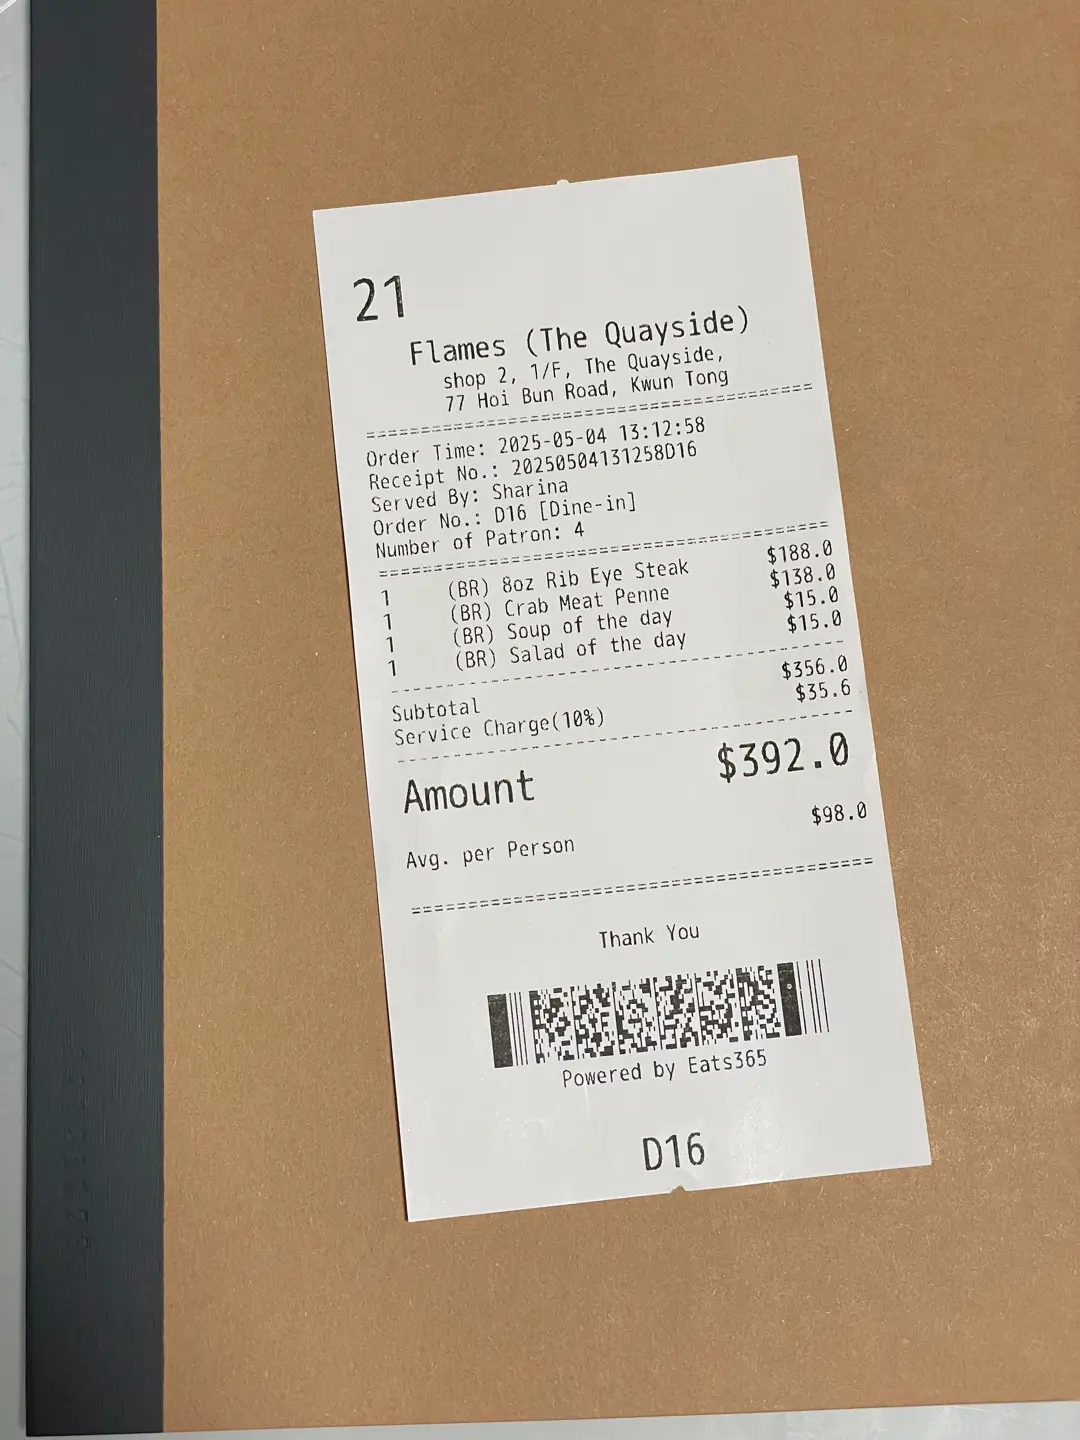 21
Flames (The Quayside)
shop 2, 1/F, The Quayside,
77 Hoi Bun Road, Kwun Tong
Order Time: 2025-05-04 13:12:58
Receipt No.: 20250504131258D16
Served By: Sharina
Order No.: D16 [Dine-in]
Number of Patron: 4
1 (BR) 8oz Rib Eye Steak $188.0
1 (BR) Crab Meat Penne $138.0
1 (BR) Soup of the day $15.0
1 (BR) Salad of the day $15.0
Subtotal $356.0
Service Charge(10%) $35.6
Amount $392.0
Avg. per Person $98.0
Thank You
Powered by Eats365
D16